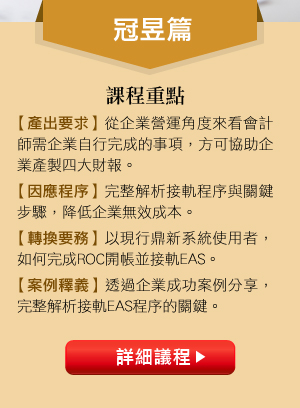 冠昱篇
課程重點
【產出要求】從企業營運角度來看會計
師需企業自行完成的事項，方可協助企
業產製四大財報。
【因應程序】完整解析接軌程序與關鍵
步驟，降低企業無效成本。
【轉換要務】以現行鼎新系統使用者，
如何完成ROC開帳並接軌EAS。
【案例釋義】透過企業成功案例分享，
完整解析接軌EAS程序的關鍵。
詳細議程▶